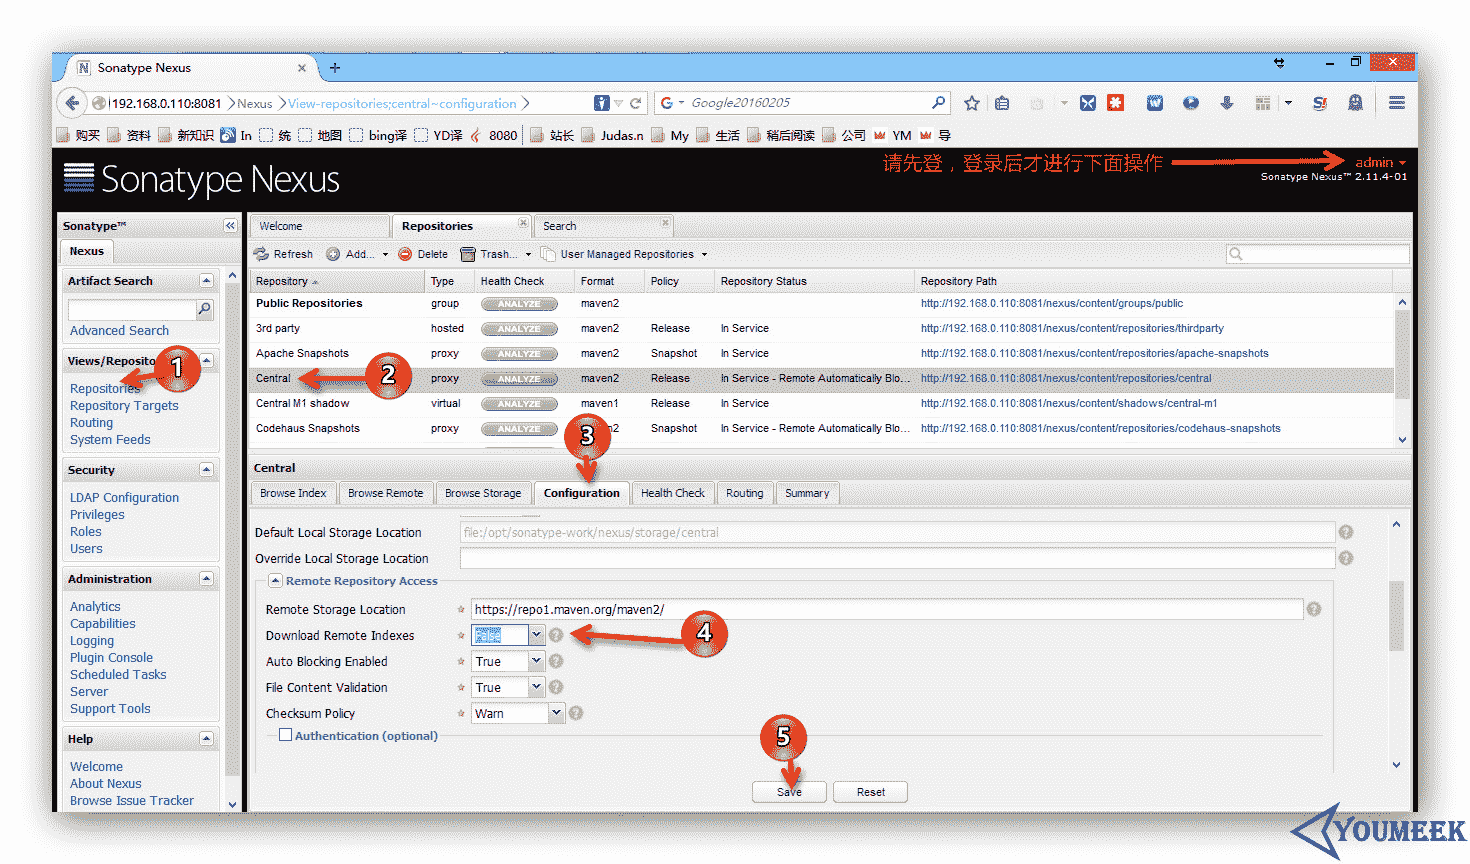 Sonatype Nexus
192.168.0.110:8081 Nexus View-repositories;central~configuration
Google20160205
购买 资料 新知识 In 统 地图 bing译 YD译 8080 站长 Judas.n My 生活 稍后阅读 公司 YM 导
Sonatype Nexus
请先登，登录后才进行下面操作
admin
Sonatype Nexus™ 2.11.4-01
Sonatype™
Nexus
Artifact Search
Advanced Search
Views/Reposito
1
Repositories
Repository Targets
Routing
System Feeds
Security
LDAP Configuration
Privileges
Roles
Users
Administration
Analytics
Capabilities
Logging
Plugin Console
Scheduled Tasks
Server
Support Tools
Help
Welcome
About Nexus
Browse Issue Tracker
Welcome Repositories Search
Refresh Add... Delete Trash... User Managed Repositories
Repository Type Health Check Format Policy Repository Status Repository Path
Public Repositories group ANALYZE maven2 http://192.168.0.110:8081/nexus/content/groups/public
3rd party hosted ANALYZE maven2 Release In Service http://192.168.0.110:8081/nexus/content/repositories/thirdparty
Apache Snapshots proxy ANALYZE maven2 Snapshot In Service http://192.168.0.110:8081/nexus/content/repositories/apache-snapshots
Central 2 proxy ANALYZE maven2 Release In Service - Remote Automatically Blo... http://192.168.0.110:8081/nexus/content/repositories/central
Central M1 shadow virtual ANALYZE maven1 Release In Service http://192.168.0.110:8081/nexus/content/shadows/central-m1
Codehaus Snapshots proxy ANALYZE 3 Snapshot In Service - Remote Automatically Blo... http://192.168.0.110:8081/nexus/content/repositories/codehaus-snapshots
Central
Browse Index Browse Remote Browse Storage Configuration Health Check Routing Summary
Default Local Storage Location file:/opt/sonatype-work/nexus/storage/central
Override Local Storage Location
Remote Repository Access
Remote Storage Location https://repo1.maven.org/maven2/
Download Remote Indexes False 4
Auto Blocking Enabled True
File Content Validation True
Checksum Policy Warn
Authentication (optional)
5
Save Reset
YOUMEEK